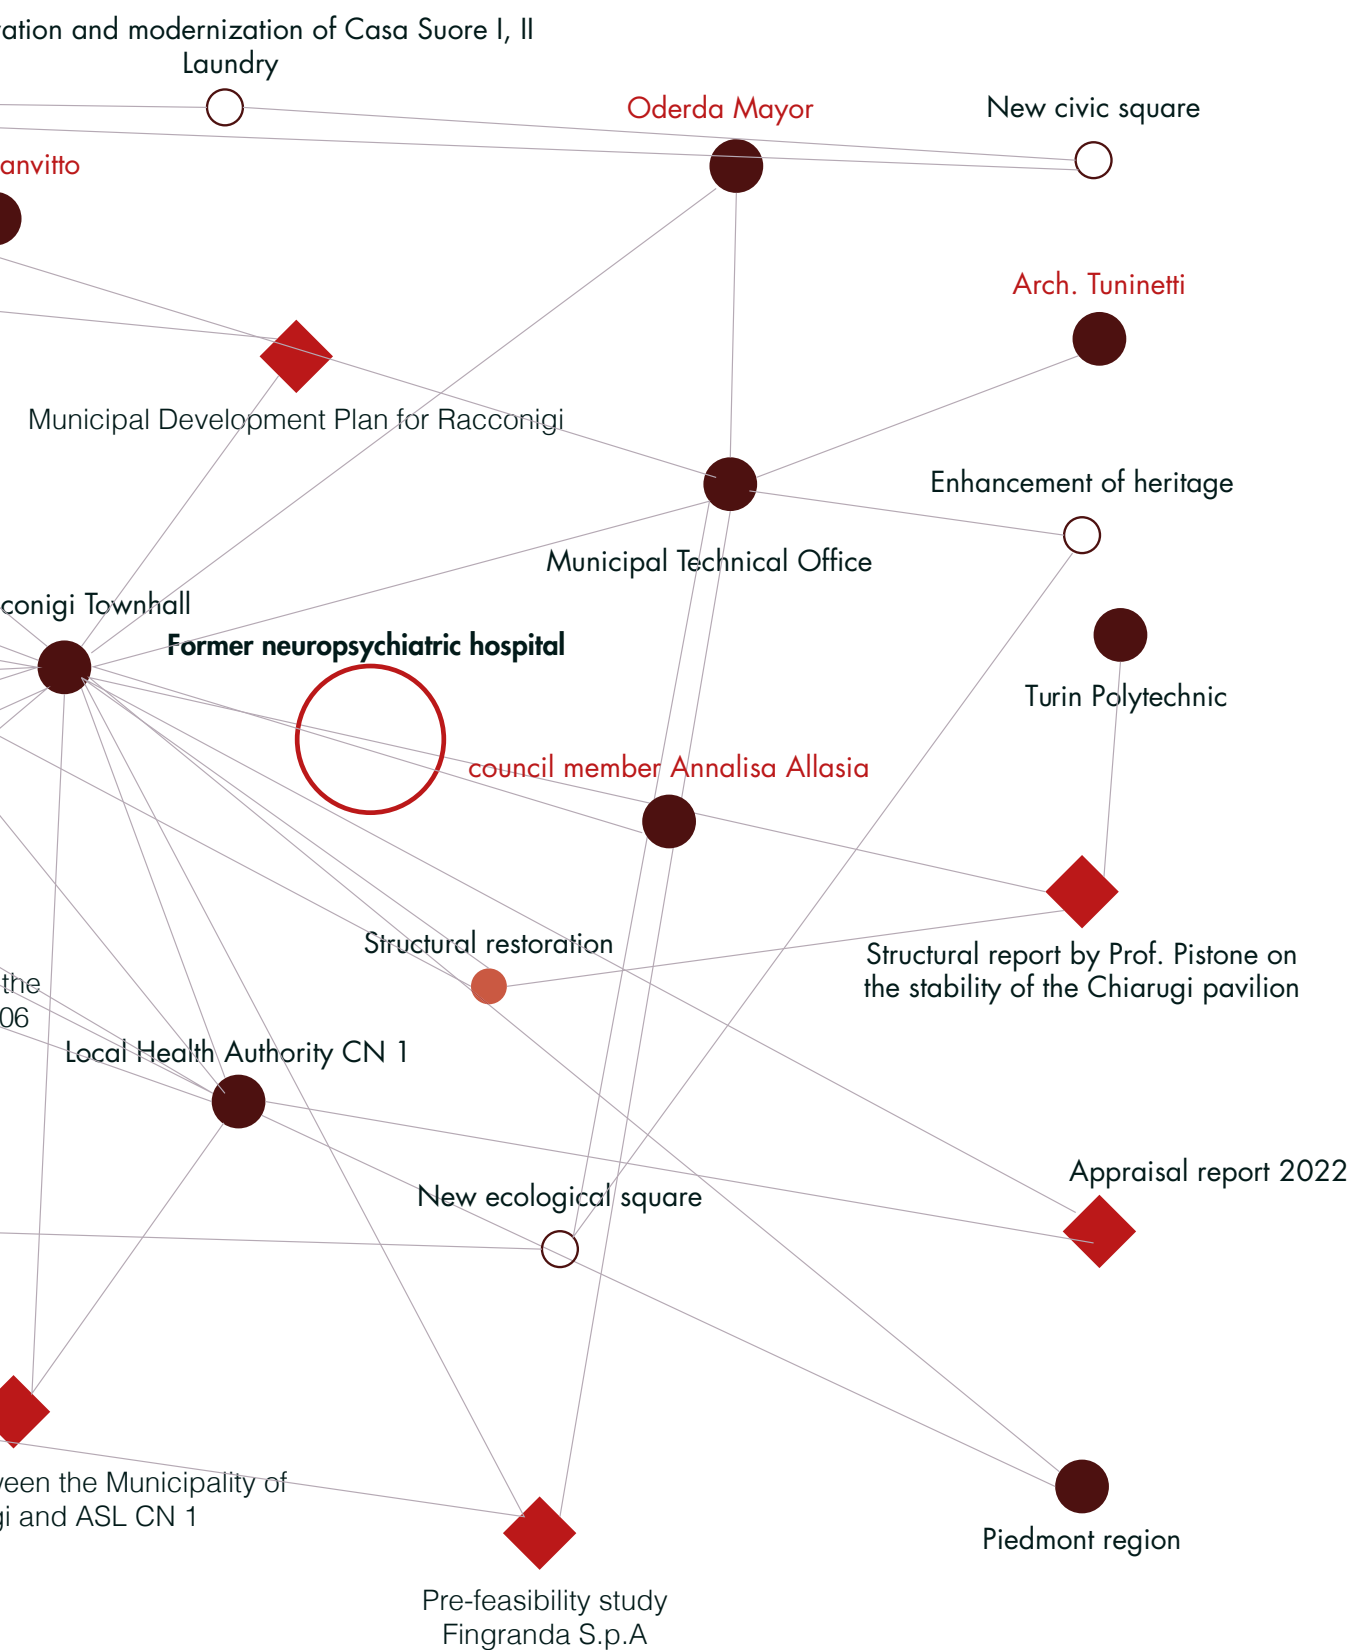 ation and modernization of Casa Suore I, II
Laundry
Oderda Mayor
New civic square
anvitto
Arch. Tuninetti
Municipal Development Plan for Racconigi
Enhancement of heritage
Municipal Technical Office
conigi Townhall
Former neuropsychiatric hospital
Turin Polytechnic
council member Annalisa Allasia
Structural restoration
Structural report by Prof. Pistone on
the stability of the Chiarugi pavilion
the
06
Local Health Authority CN 1
Appraisal report 2022
New ecological square
veen the Municipality of
gi and ASL CN 1
Piedmont region
Pre-feasibility study
Fingranda S.p.A